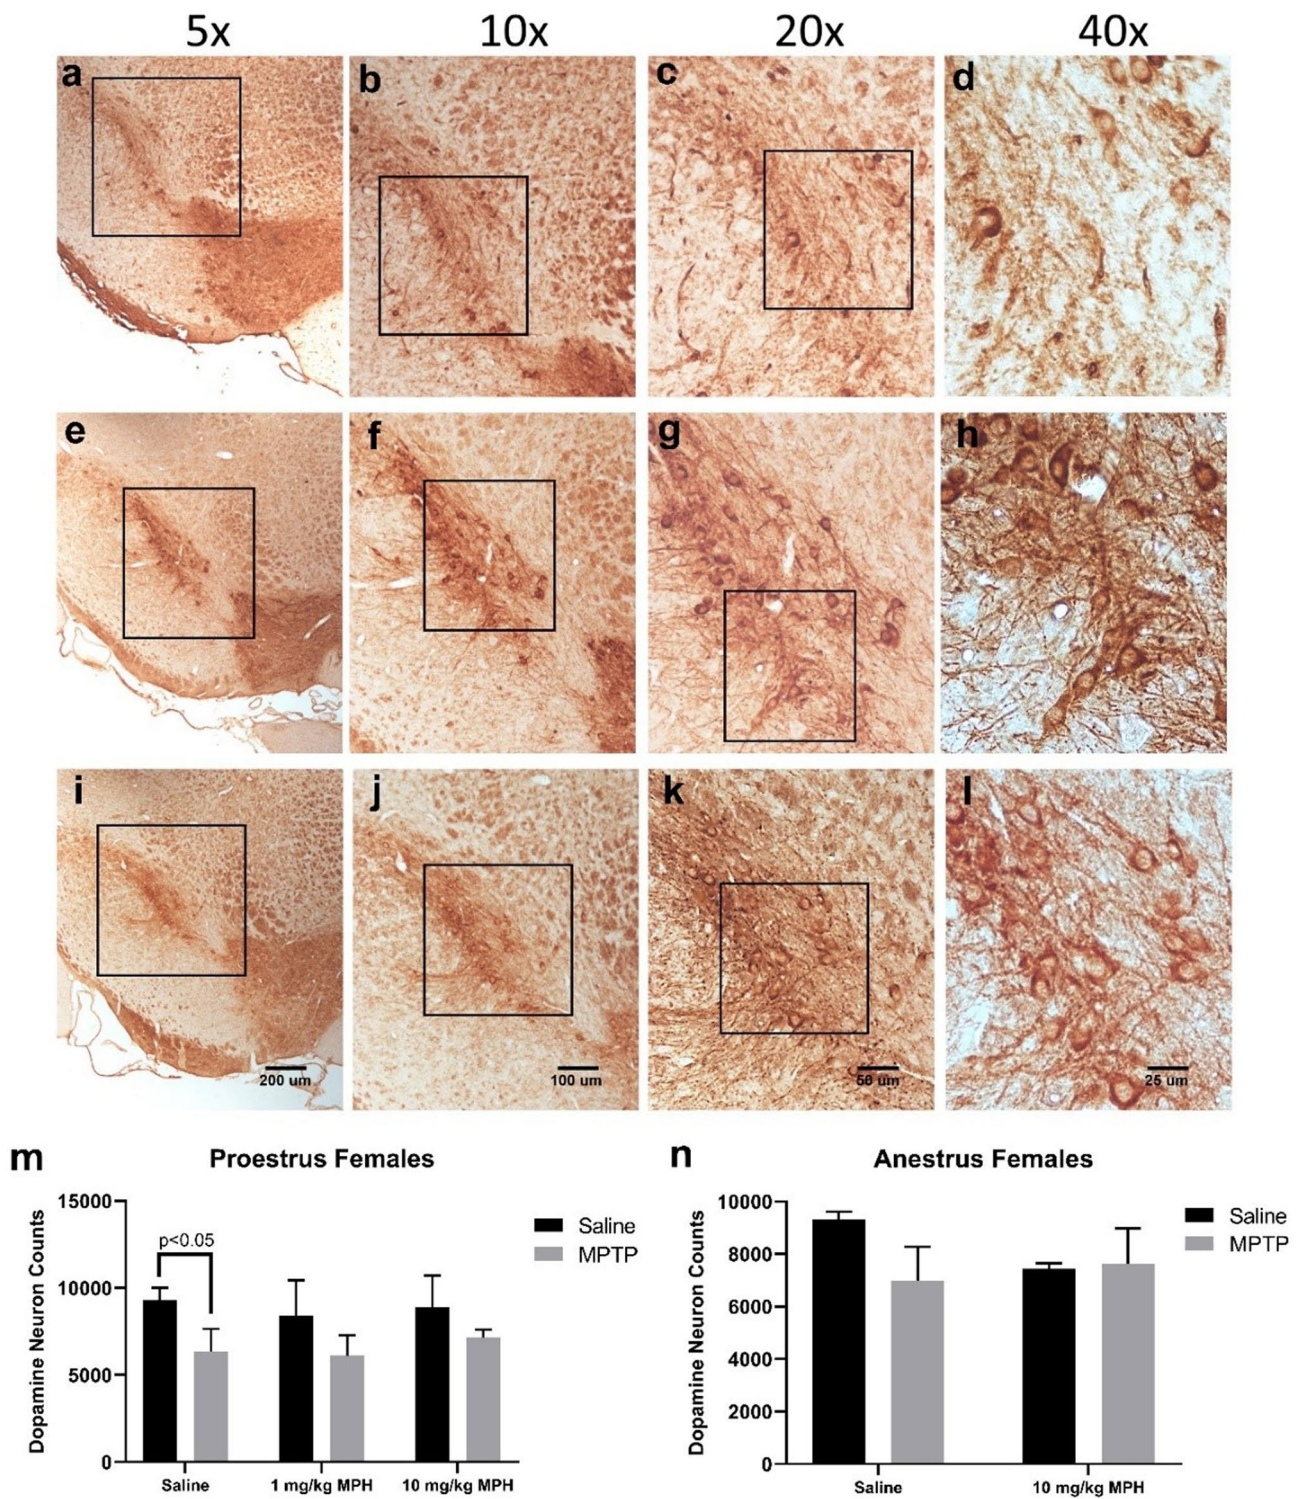 5x 10x 20x 40x
a b c d
e f g h
i j k l
200 um 100 um 50 um 25 um
m Proestrus Females
15000
10000
5000
0
Dopamine Neuron Counts
p<0.05
Saline
MPTP
Saline 1 mg/kg MPH 10 mg/kg MPH
n Anestrus Females
10000
8000
6000
4000
2000
0
Dopamine Neuron Counts
Saline
MPTP
Saline 10 mg/kg MPH